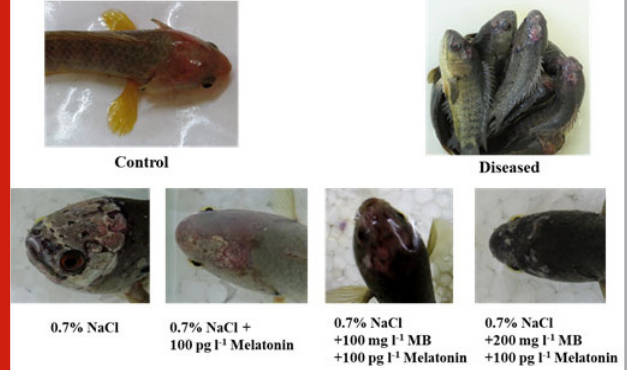 Control
Diseased
0.7% NaCl
0.7% NaCl +
100 pg l-1 Melatonin
0.7% NaCl
+100 mg l-1 MB
+100 pg l-1 Melatonin
0.7% NaCl
+200 mg l-1 MB
+100 pg l-1 Melatonin